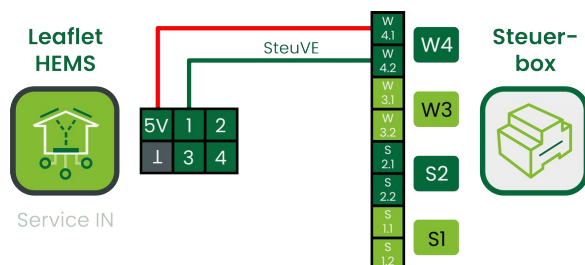 Leaflet
HEMS
SteuVE
5V 1 2
⊥ 3 4
Service IN
W
4.1
W
4.2
W
3.1
W
3.2
S
2.1
S
2.2
S
1.1
S
1.2
W4
W3
S2
S1
Steuer-
box